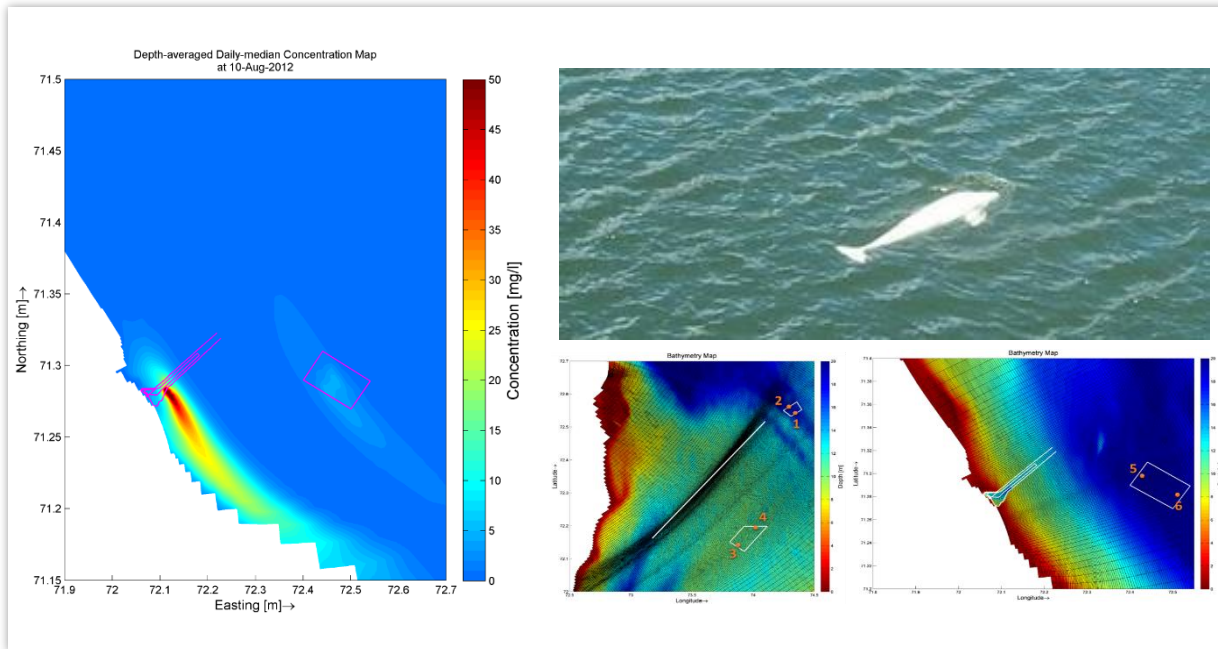 Depth-averaged Daily-median Concentration Map
at 10-Aug-2012
71.5
71.45
71.4
71.35
71.3
71.25
71.2
71.15
Northing [m]→
71.9
72
72.1
72.2
72.3
72.4
72.5
72.6
72.7
Easting [m]→
50
45
40
35
30
25
20
15
10
5
0
Concentration [mg/l]
Bathymetry Map
Latitude→
Longitude→
Depth [m]
2
1
4
3
Bathymetry Map
Latitude→
Longitude→
5
6